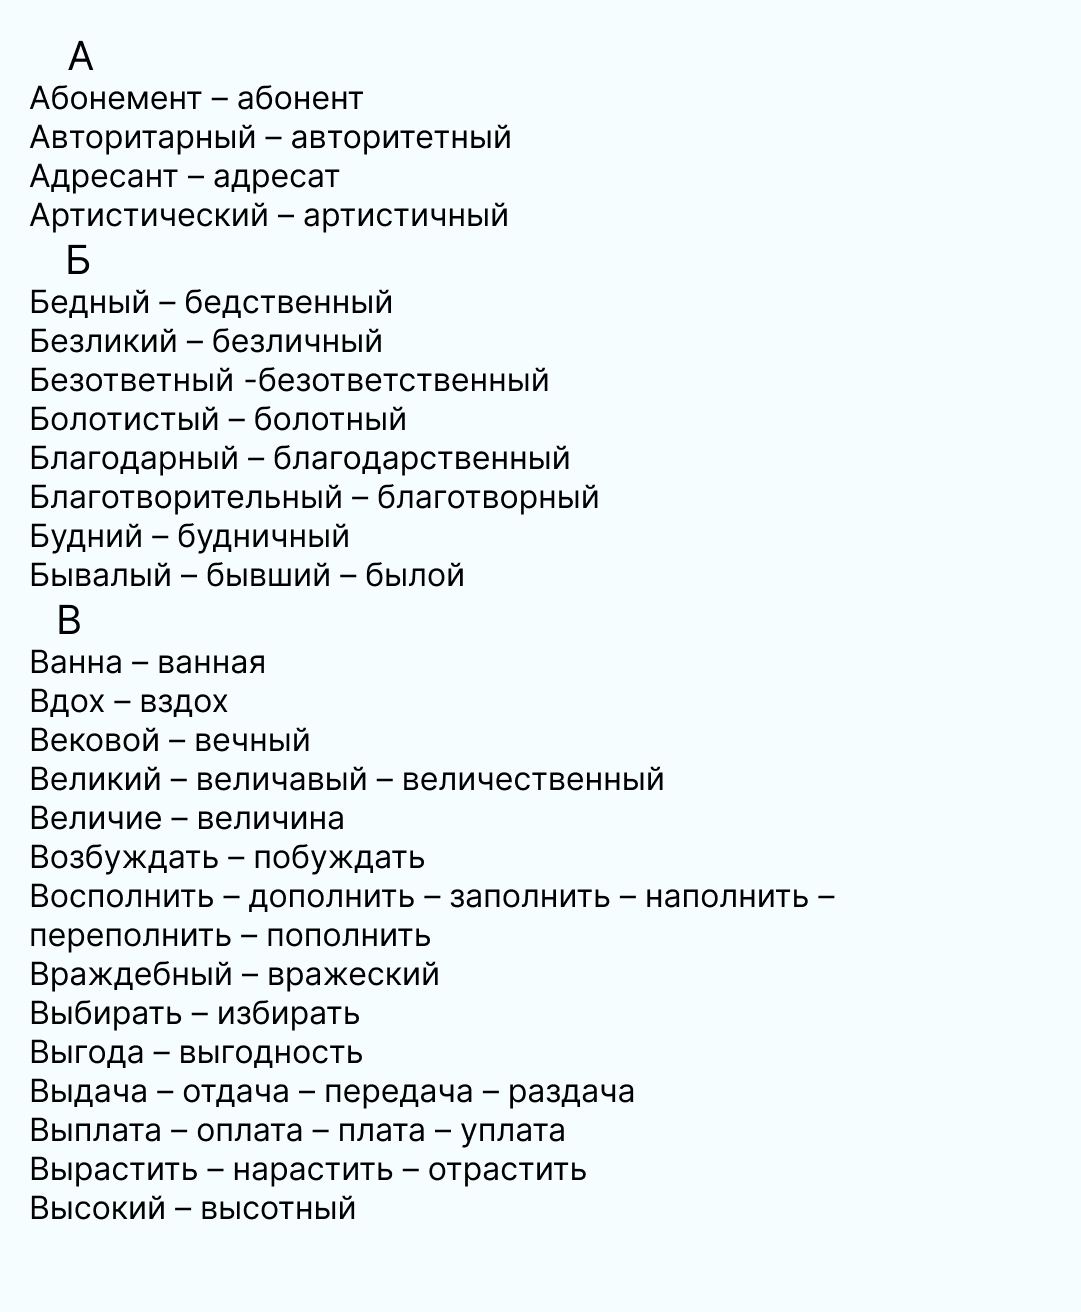 А
Абонемент – абонент
Авторитарный – авторитетный
Адресант – адресат
Артистический – артистичный
Б
Бедный – бедственный
Безликий – безличный
Безответный -безответственный
Болотистый – болотный
Благодарный – благодарственный
Благотворительный – благотворный
Будний – будничный
Бывалый – бывший – былой
В
Ванна – ванная
Вдох – вздох
Вековой – вечный
Великий – величавый – величественный
Величие – величина
Возбуждать – побуждать
Восполнить – дополнить – заполнить – наполнить –
переполнить – пополнить
Враждебный – вражеский
Выбирать – избирать
Выгода – выгодность
Выдача – отдача – передача – раздача
Выплата – оплата – плата – уплата
Вырастить – нарастить – отрастить
Высокий – высотный